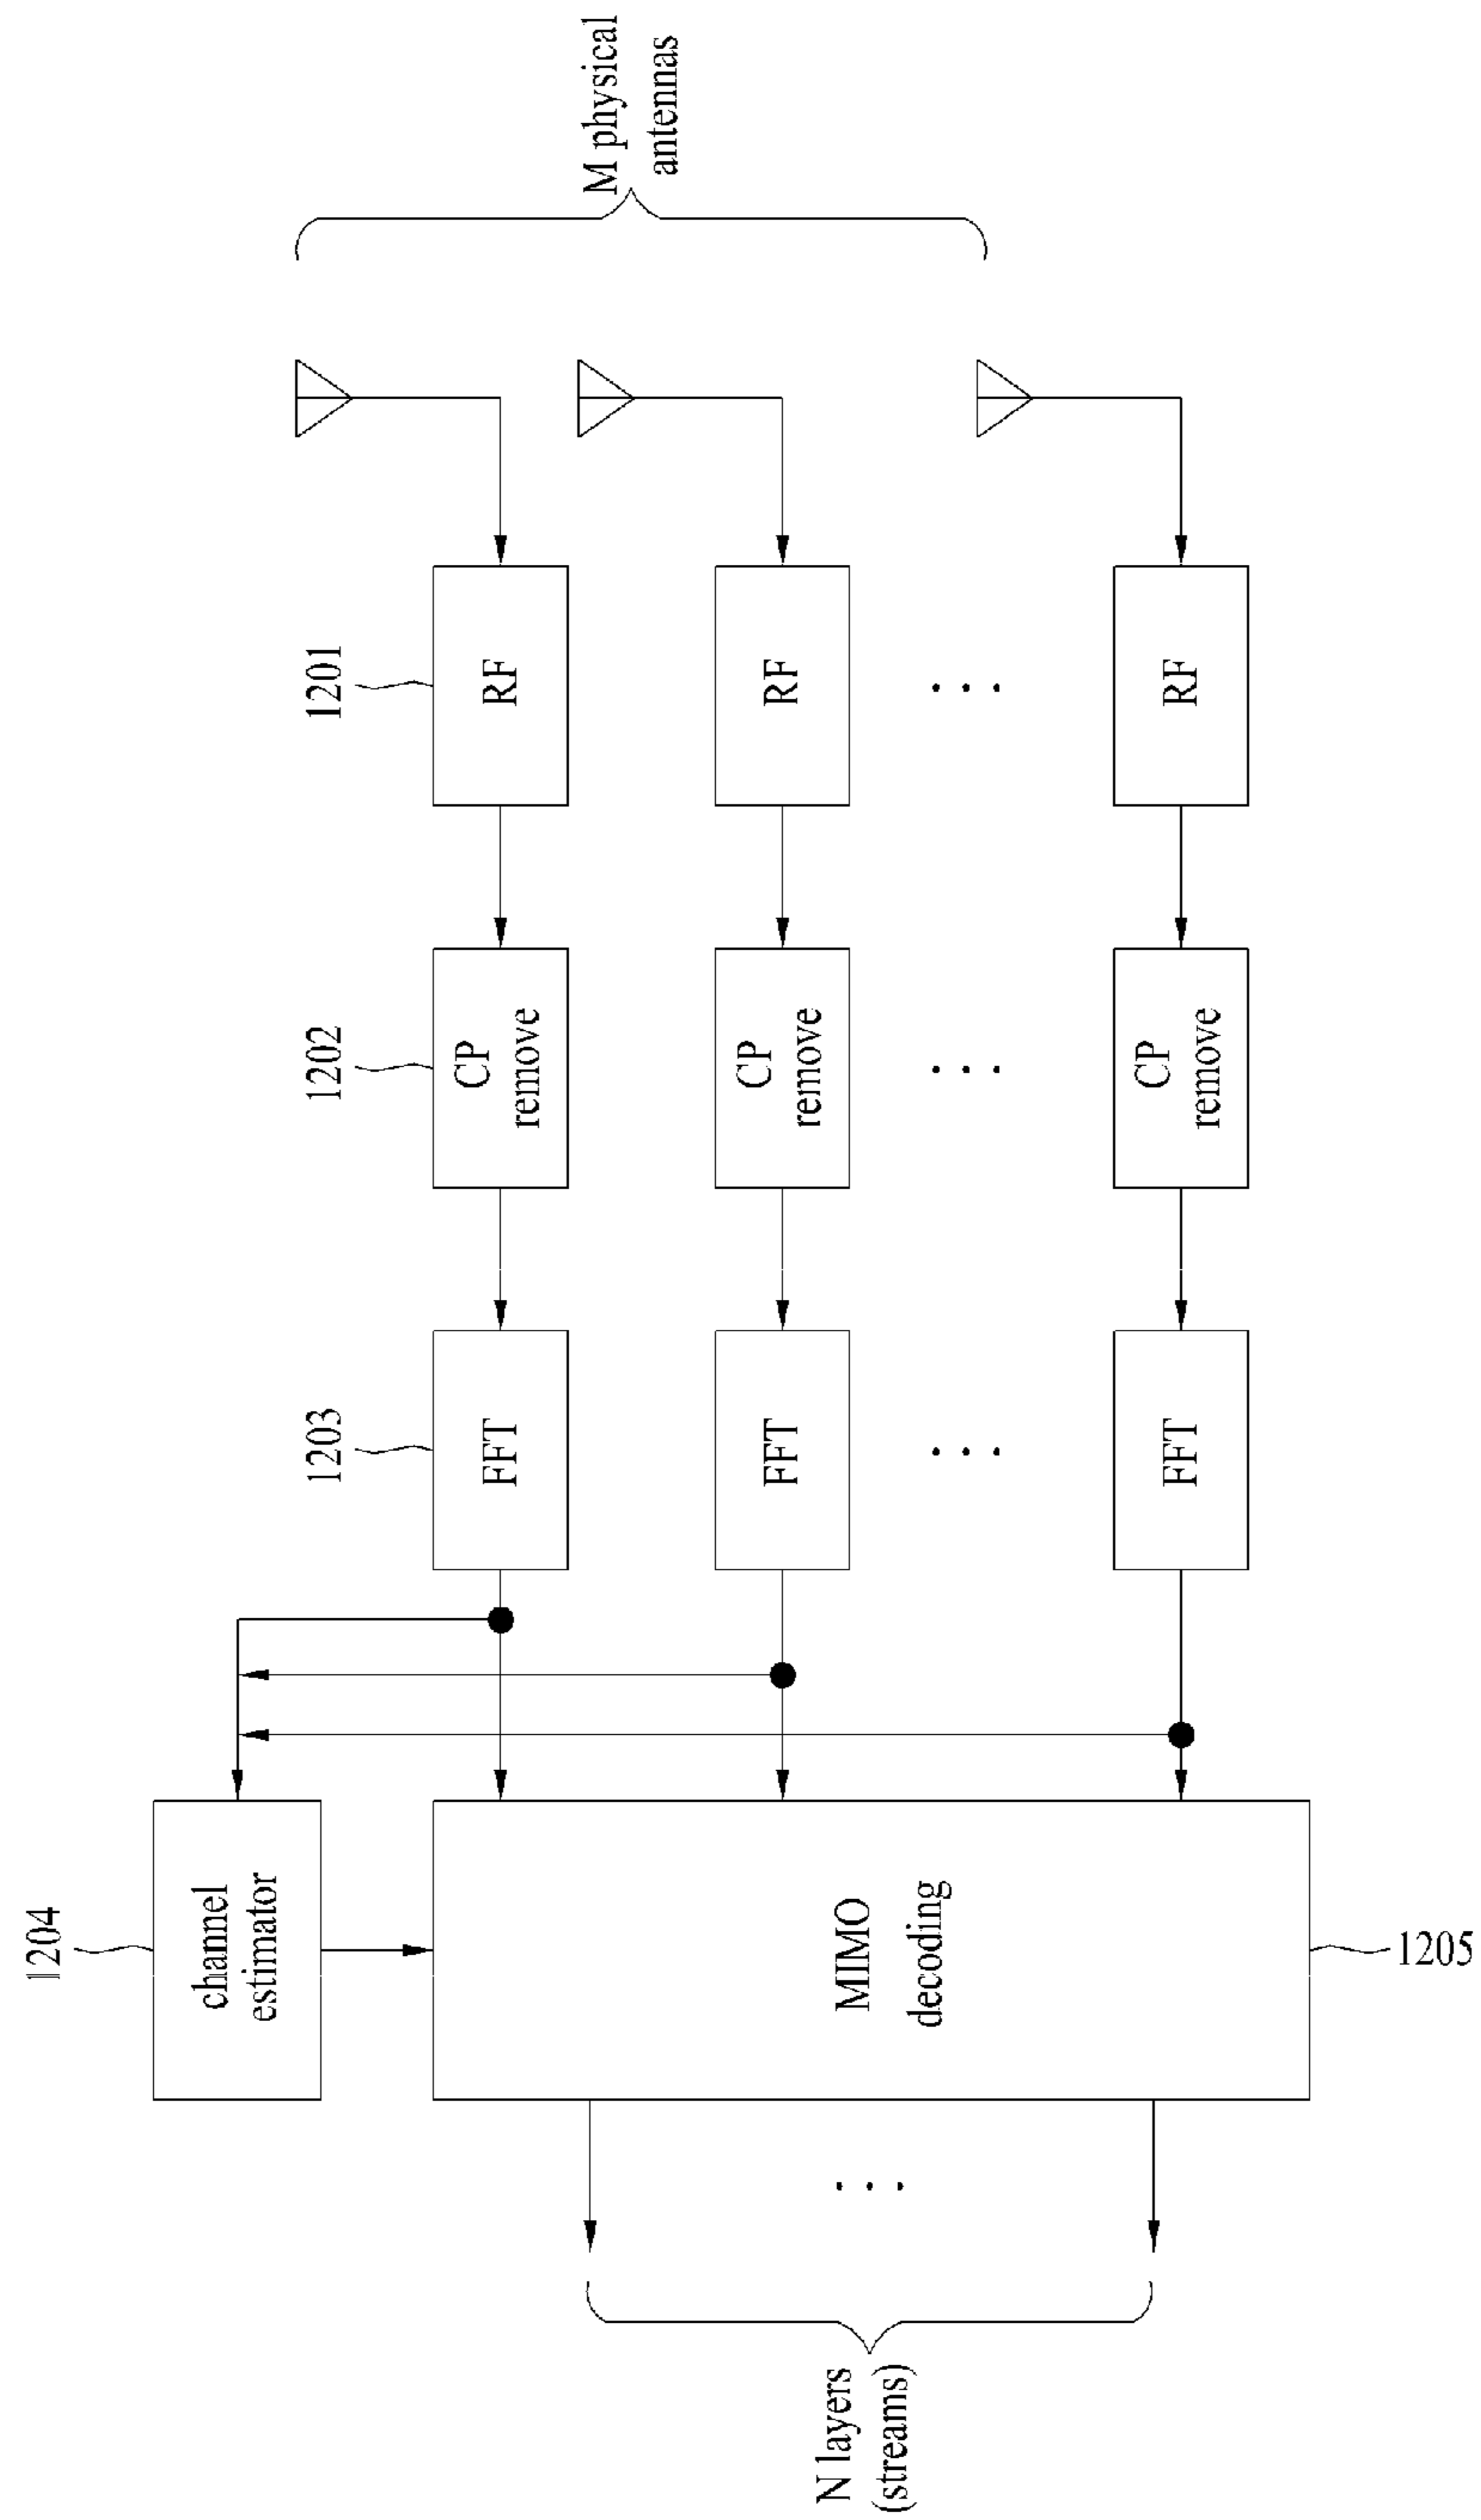 M physical
antennas
1201
RF
RF
. . .
RF
1202
CP
remove
CP
remove
. . .
CP
remove
1203
FFT
FFT
. . .
FFT
1204
channel
estimator
MIMO
decoding
1205
. . .
N layers
(streams)